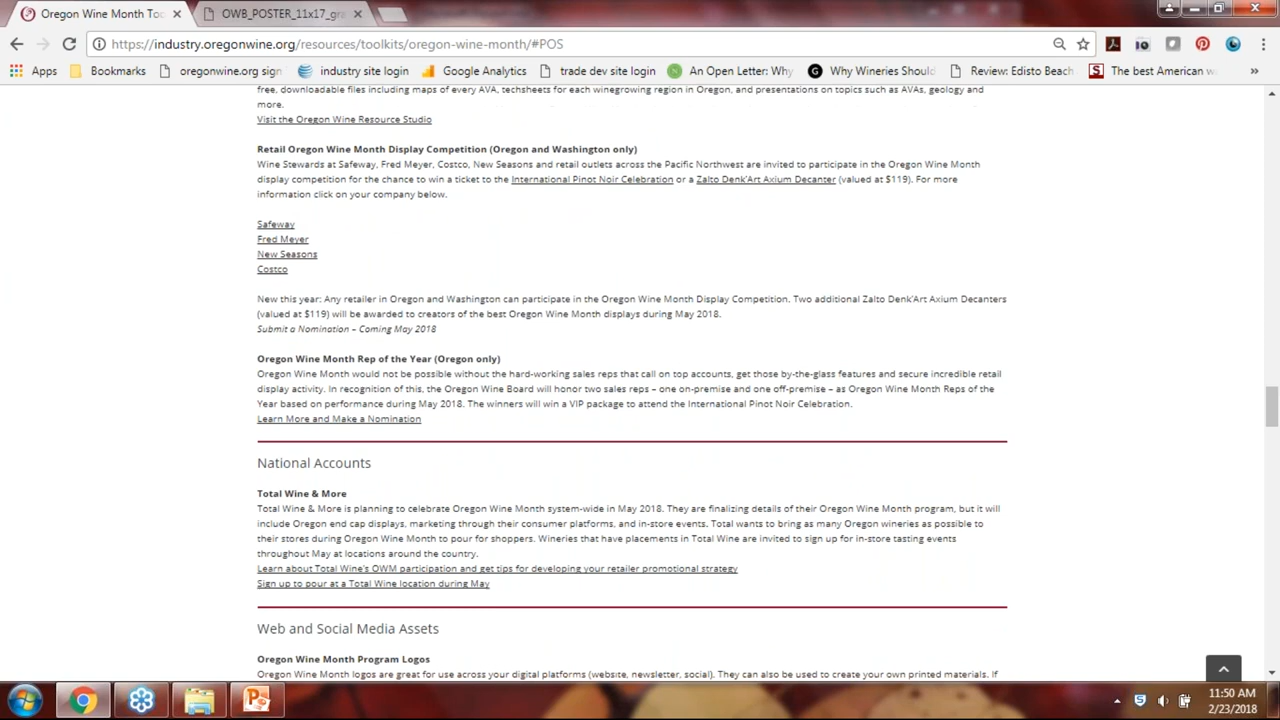 Oregon Wine Month Too
OWB_POSTER_11x17_gra
https://industry.oregonwine.org/resources/toolkits/oregon-wine-month/#POS
Apps
Bookmarks
oregonwine.org sign
industry site login
Google Analytics
trade dev site login
An Open Letter: Why
Why Wineries Should
Review: Edisto Beach
The best American w
»
free, downloadable files including maps of every AVA, techsheets for each winegrowing region in Oregon, and presentations on topics such as AVAs, geology and
more.
Visit the Oregon Wine Resource Studio
Retail Oregon Wine Month Display Competition (Oregon and Washington only)
Wine Stewards at Safeway, Fred Meyer, Costco, New Seasons and retail outlets across the Pacific Northwest are invited to participate in the Oregon Wine Month
display competition for the chance to win a ticket to the International Pinot Noir Celebration or a Zalto Denk'Art Axium Decanter (valued at $119). For more
information click on your company below.
Safeway
Fred Meyer
New Seasons
Costco
New this year: Any retailer in Oregon and Washington can participate in the Oregon Wine Month Display Competition. Two additional Zalto Denk'Art Axium Decanters
(valued at $119) will be awarded to creators of the best Oregon Wine Month displays during May 2018.
Submit a Nomination – Coming May 2018
Oregon Wine Month Rep of the Year (Oregon only)
Oregon Wine Month would not be possible without the hard-working sales reps that call on top accounts, get those by-the-glass features and secure incredible retail
display activity. In recognition of this, the Oregon Wine Board will honor two sales reps – one on-premise and one off-premise – as Oregon Wine Month Reps of the
Year based on performance during May 2018. The winners will win a VIP package to attend the International Pinot Noir Celebration.
Learn More and Make a Nomination
National Accounts
Total Wine & More
Total Wine & More is planning to celebrate Oregon Wine Month system-wide in May 2018. They are finalizing details of their Oregon Wine Month program, but it will
include Oregon end cap displays, marketing through their consumer platforms, and in-store events. Total wants to bring as many Oregon wineries as possible to
their stores during Oregon Wine Month to pour for shoppers. Wineries that have placements in Total Wine are invited to sign up for in-store tasting events
throughout May at locations around the country.
Learn about Total Wine's OWM participation and get tips for developing your retailer promotional strategy
Sign up to pour at a Total Wine location during May
Web and Social Media Assets
Oregon Wine Month Program Logos
Oregon Wine Month logos are great for use across your digital platforms (website, newsletter, social). They can also be used to create your own printed materials. If
11:50 AM
2/23/2018